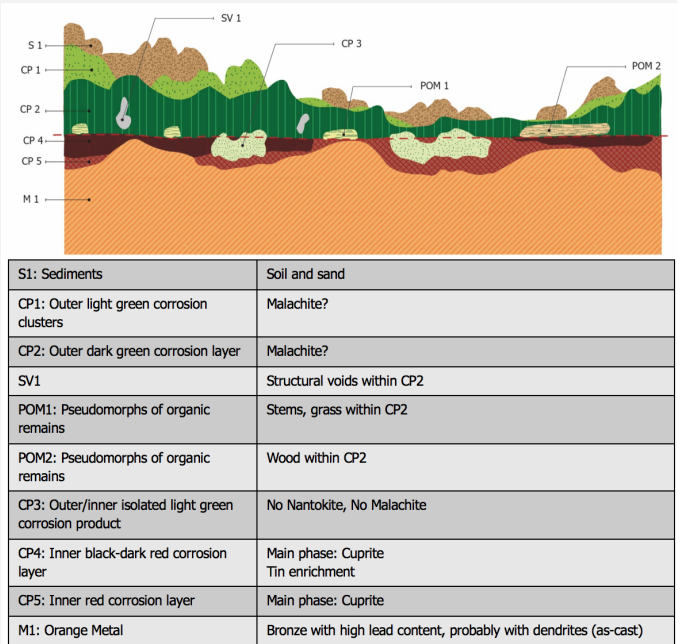 SV 1
S 1
CP 3
CP 1
POM 2
POM 1
CP 2
CP 4
CP 5
M 1
S1: Sediments
Soil and sand
CP1: Outer light green corrosion
clusters
Malachite?
CP2: Outer dark green corrosion layer
Malachite?
SV1
Structural voids within CP2
POM1: Pseudomorphs of organic
remains
Stems, grass within CP2
POM2: Pseudomorphs of organic
remains
Wood within CP2
CP3: Outer/inner isolated light green
corrosion product
No Nantokite, No Malachite
CP4: Inner black-dark red corrosion
layer
Main phase: Cuprite
Tin enrichment
CP5: Inner red corrosion layer
Main phase: Cuprite
M1: Orange Metal
Bronze with high lead content, probably with dendrites (as-cast)